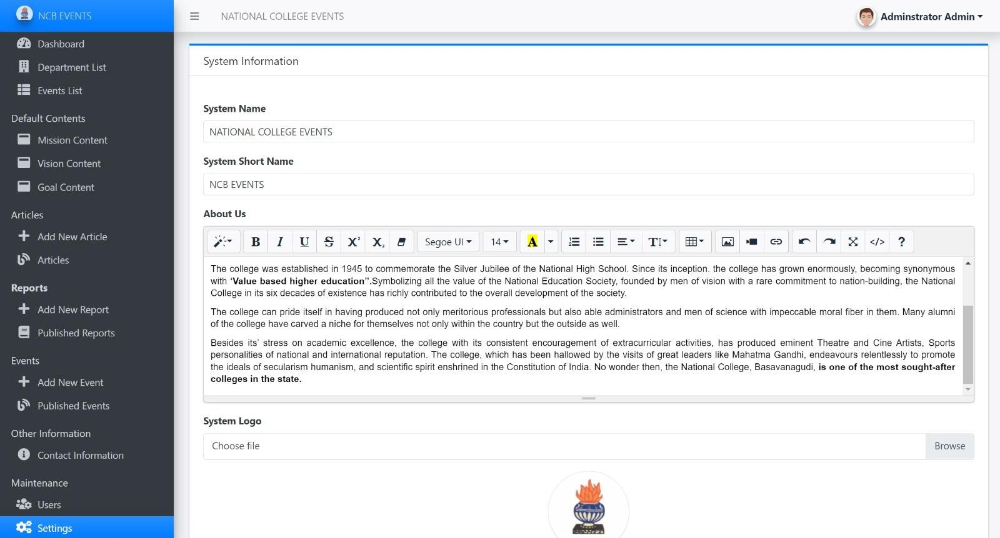 NCB EVENTS
NATIONAL COLLEGE EVENTS
Adminstrator Admin
Dashboard
Department List
Events List
Default Contents
Mission Content
Vision Content
Goal Content
Articles
Add New Article
Articles
Reports
Add New Report
Published Reports
Events
Add New Event
Published Events
Other Information
Contact Information
Maintenance
Users
Settings
System Information
System Name
NATIONAL COLLEGE EVENTS
System Short Name
NCB EVENTS
About Us
B I U S X² X₂ Segoe UI 14 A T </> ?
The college was established in 1945 to commemorate the Silver Jubilee of the National High School. Since its inception. the college has grown enormously, becoming synonymous
with ‘Value based higher education”.Symbolizing all the value of the National Education Society, founded by men of vision with a rare commitment to nation-building, the National
College in its six decades of existence has richly contributed to the overall development of the society.
The college can pride itself in having produced not only meritorious professionals but also able administrators and men of science with impeccable moral fiber in them. Many alumni
of the college have carved a niche for themselves not only within the country but the outside as well.
Besides its’ stress on academic excellence, the college with its consistent encouragement of extracurricular activities, has produced eminent Theatre and Cine Artists, Sports
personalities of national and international reputation. The college, which has been hallowed by the visits of great leaders like Mahatma Gandhi, endeavours relentlessly to promote
the ideals of secularism humanism, and scientific spirit enshrined in the Constitution of India. No wonder then, the National College, Basavanagudi, is one of the most sought-after
colleges in the state.
System Logo
Choose file
Browse